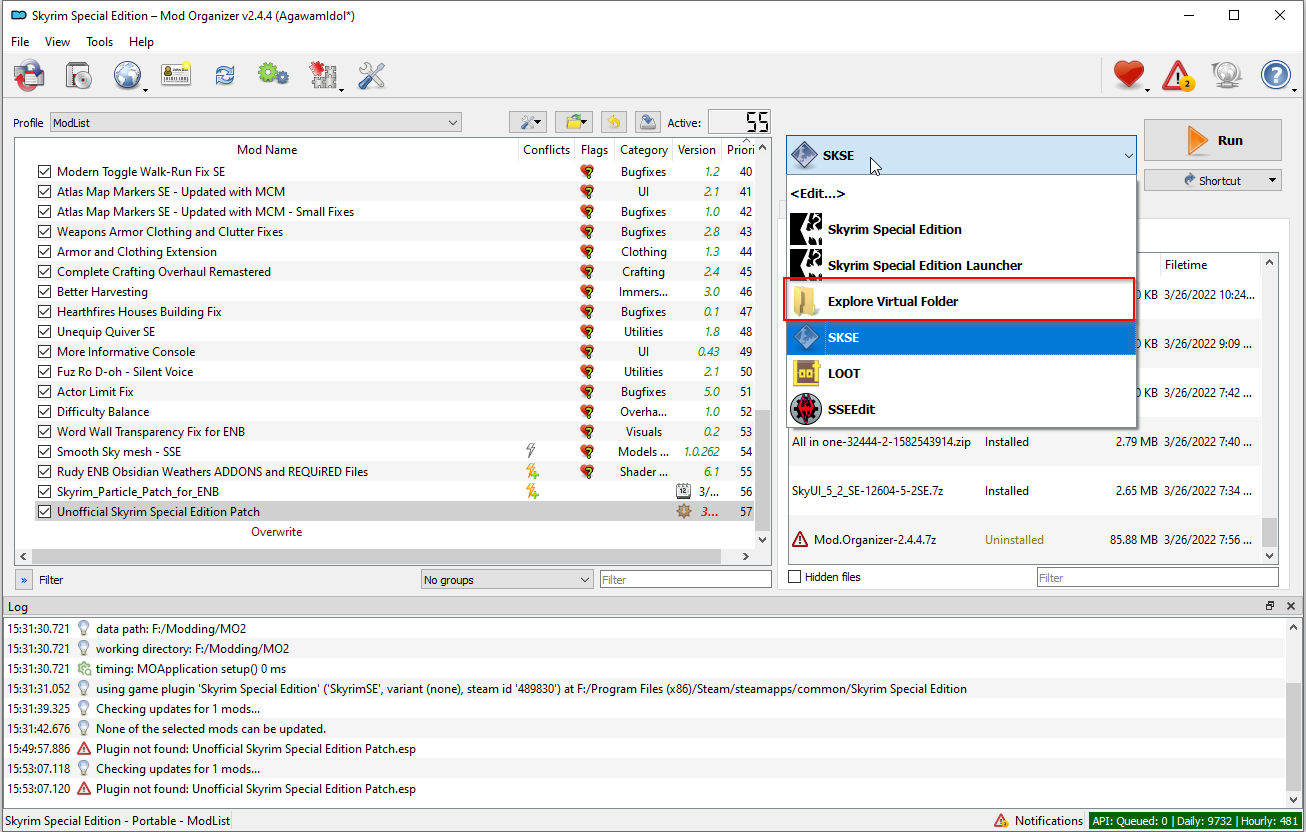 Skyrim Special Edition – Mod Organizer v2.4.4 (AgawamIdol*)
File View Tools Help
2
Profile ModList Active: 55
Mod Name Conflicts Flags Category Version Priori
Modern Toggle Walk-Run Fix SE Bugfixes 1.2 40
Atlas Map Markers SE - Updated with MCM UI 2.1 41
Atlas Map Markers SE - Updated with MCM - Small Fixes Bugfixes 1.0 42
Weapons Armor Clothing and Clutter Fixes Bugfixes 2.8 43
Armor and Clothing Extension Clothing 1.3 44
Complete Crafting Overhaul Remastered Crafting 2.4 45
Better Harvesting Immers... 3.0 46
Hearthfires Houses Building Fix Bugfixes 0.1 47
Unequip Quiver SE Utilities 1.8 48
More Informative Console UI 0.43 49
Fuz Ro D-oh - Silent Voice Utilities 2.1 50
Actor Limit Fix Bugfixes 5.0 51
Difficulty Balance Overha... 1.0 52
Word Wall Transparency Fix for ENB Visuals 0.2 53
Smooth Sky mesh - SSE Models ... 1.0.262 54
Rudy ENB Obsidian Weathers ADDONS and REQUiRED Files Shader ... 6.1 55
Skyrim_Particle_Patch_for_ENB 3/... 56
Unofficial Skyrim Special Edition Patch 3... 57
Overwrite
» Filter No groups Filter
SKSE
Run
Shortcut
<Edit...>
Skyrim Special Edition
Skyrim Special Edition Launcher
Explore Virtual Folder
SKSE
LOOT
SSEEdit
Filetime
0 KB 3/26/2022 10:24...
0 KB 3/26/2022 9:09 ...
0 KB 3/26/2022 7:42 ...
All in one-32444-2-1582543914.zip Installed 2.79 MB 3/26/2022 7:40 ...
SkyUI_5_2_SE-12604-5-2SE.7z Installed 2.65 MB 3/26/2022 7:34 ...
Mod.Organizer-2.4.4.7z Uninstalled 85.88 MB 3/26/2022 7:56 ...
Hidden files Filter
Log
15:31:30.721 data path: F:/Modding/MO2
15:31:30.721 working directory: F:/Modding/MO2
15:31:30.721 timing: MOApplication setup() 0 ms
15:31:31.052 using game plugin 'Skyrim Special Edition' ('SkyrimSE', variant (none), steam id '489830') at F:/Program Files (x86)/Steam/steamapps/common/Skyrim Special Edition
15:31:39.325 Checking updates for 1 mods...
15:31:42.676 None of the selected mods can be updated.
15:49:57.886 Plugin not found: Unofficial Skyrim Special Edition Patch.esp
15:53:07.118 Checking updates for 1 mods...
15:53:07.120 Plugin not found: Unofficial Skyrim Special Edition Patch.esp
Skyrim Special Edition - Portable - ModList Notifications API: Queued: 0 | Daily: 9732 | Hourly: 481